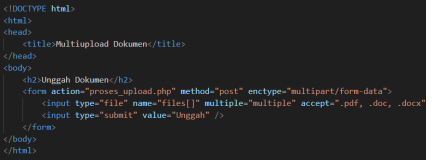 <!DOCTYPE html>
<html>
<head>
<title>Multiupload Dokumen</title>
</head>
<body>
<h2>Unggah Dokumen</h2>
<form action="proses_upload.php" method="post" enctype="multipart/form-data">
<input type="file" name="files[]" multiple="multiple" accept=".pdf, .doc, .docx"
<input type="submit" value="Unggah" />
</form>
</body>
</html>